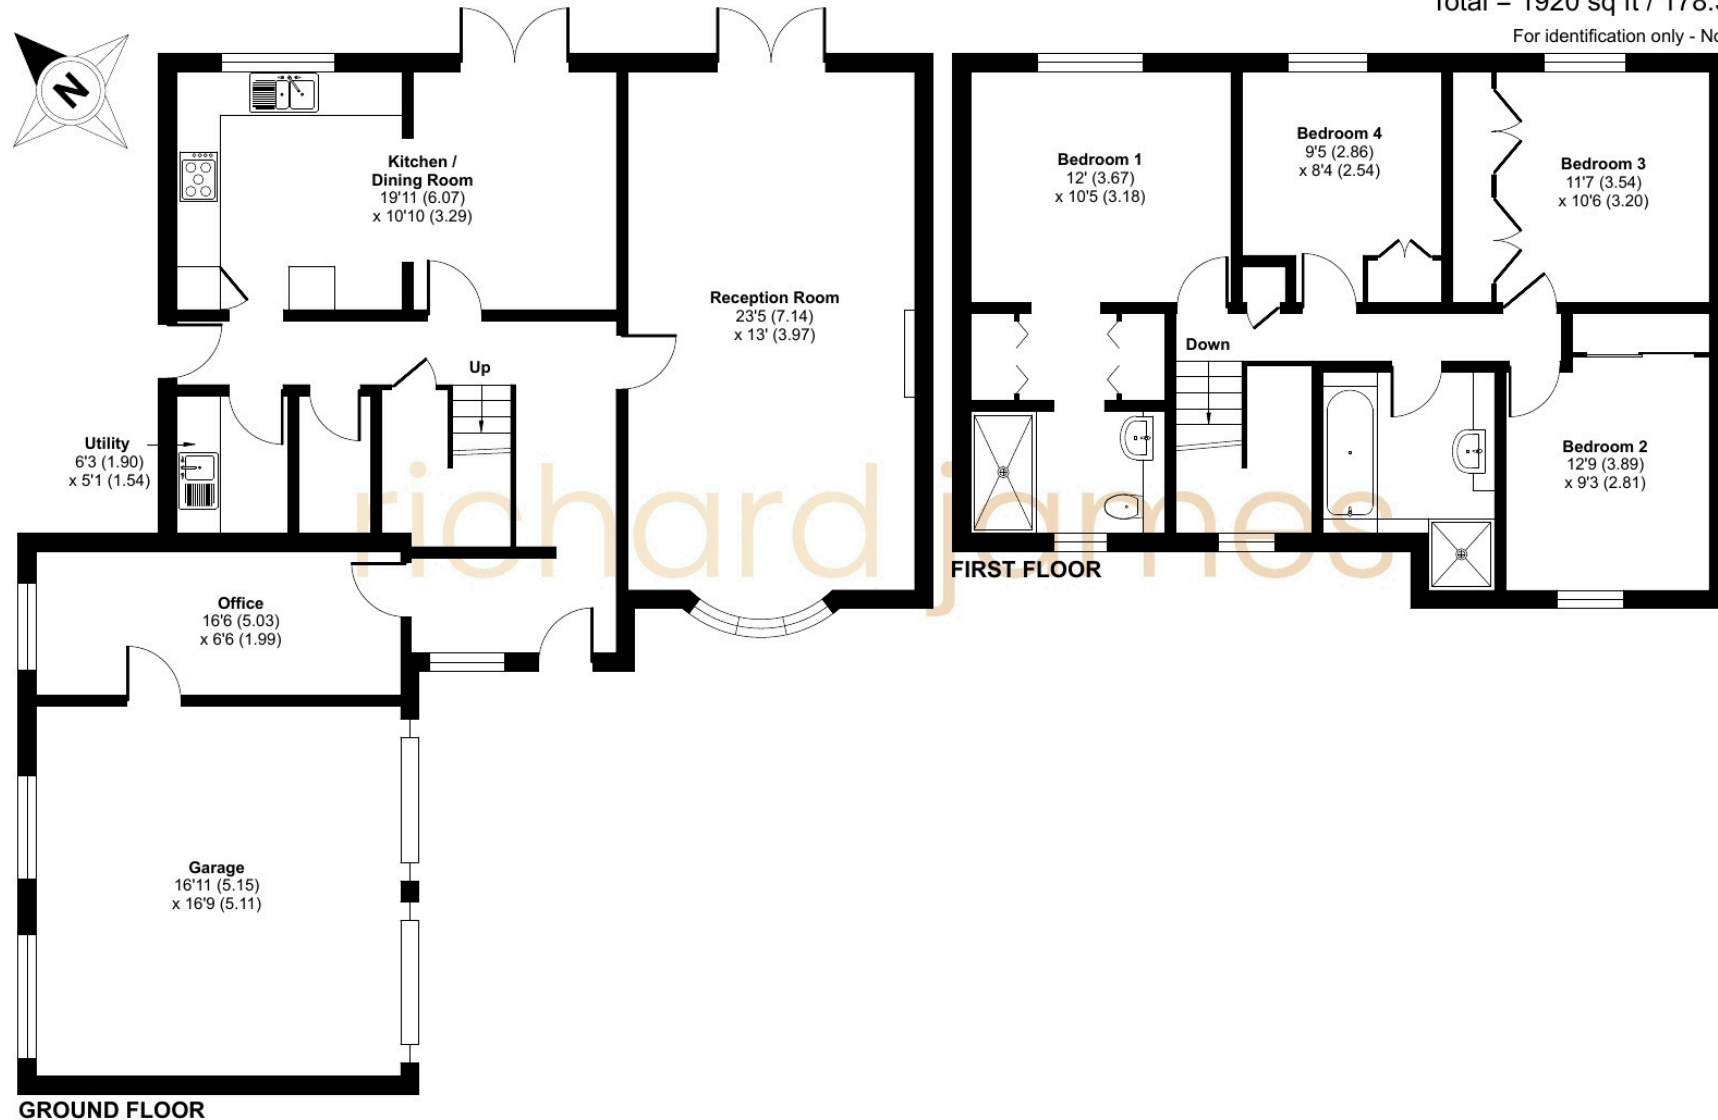 Total = 1920 sq ft / 178.
For identification only - No
N
Kitchen /
Dining Room
19'11 (6.07)
x 10'10 (3.29)
Reception Room
23'5 (7.14)
x 13' (3.97)
Up
Utility
6'3 (1.90)
x 5'1 (1.54)
Office
16'6 (5.03)
x 6'6 (1.99)
Garage
16'11 (5.15)
x 16'9 (5.11)
GROUND FLOOR
Bedroom 1
12' (3.67)
x 10'5 (3.18)
Bedroom 4
9'5 (2.86)
x 8'4 (2.54)
Bedroom 3
11'7 (3.54)
x 10'6 (3.20)
Down
Bedroom 2
12'9 (3.89)
x 9'3 (2.81)
FIRST FLOOR
richard james